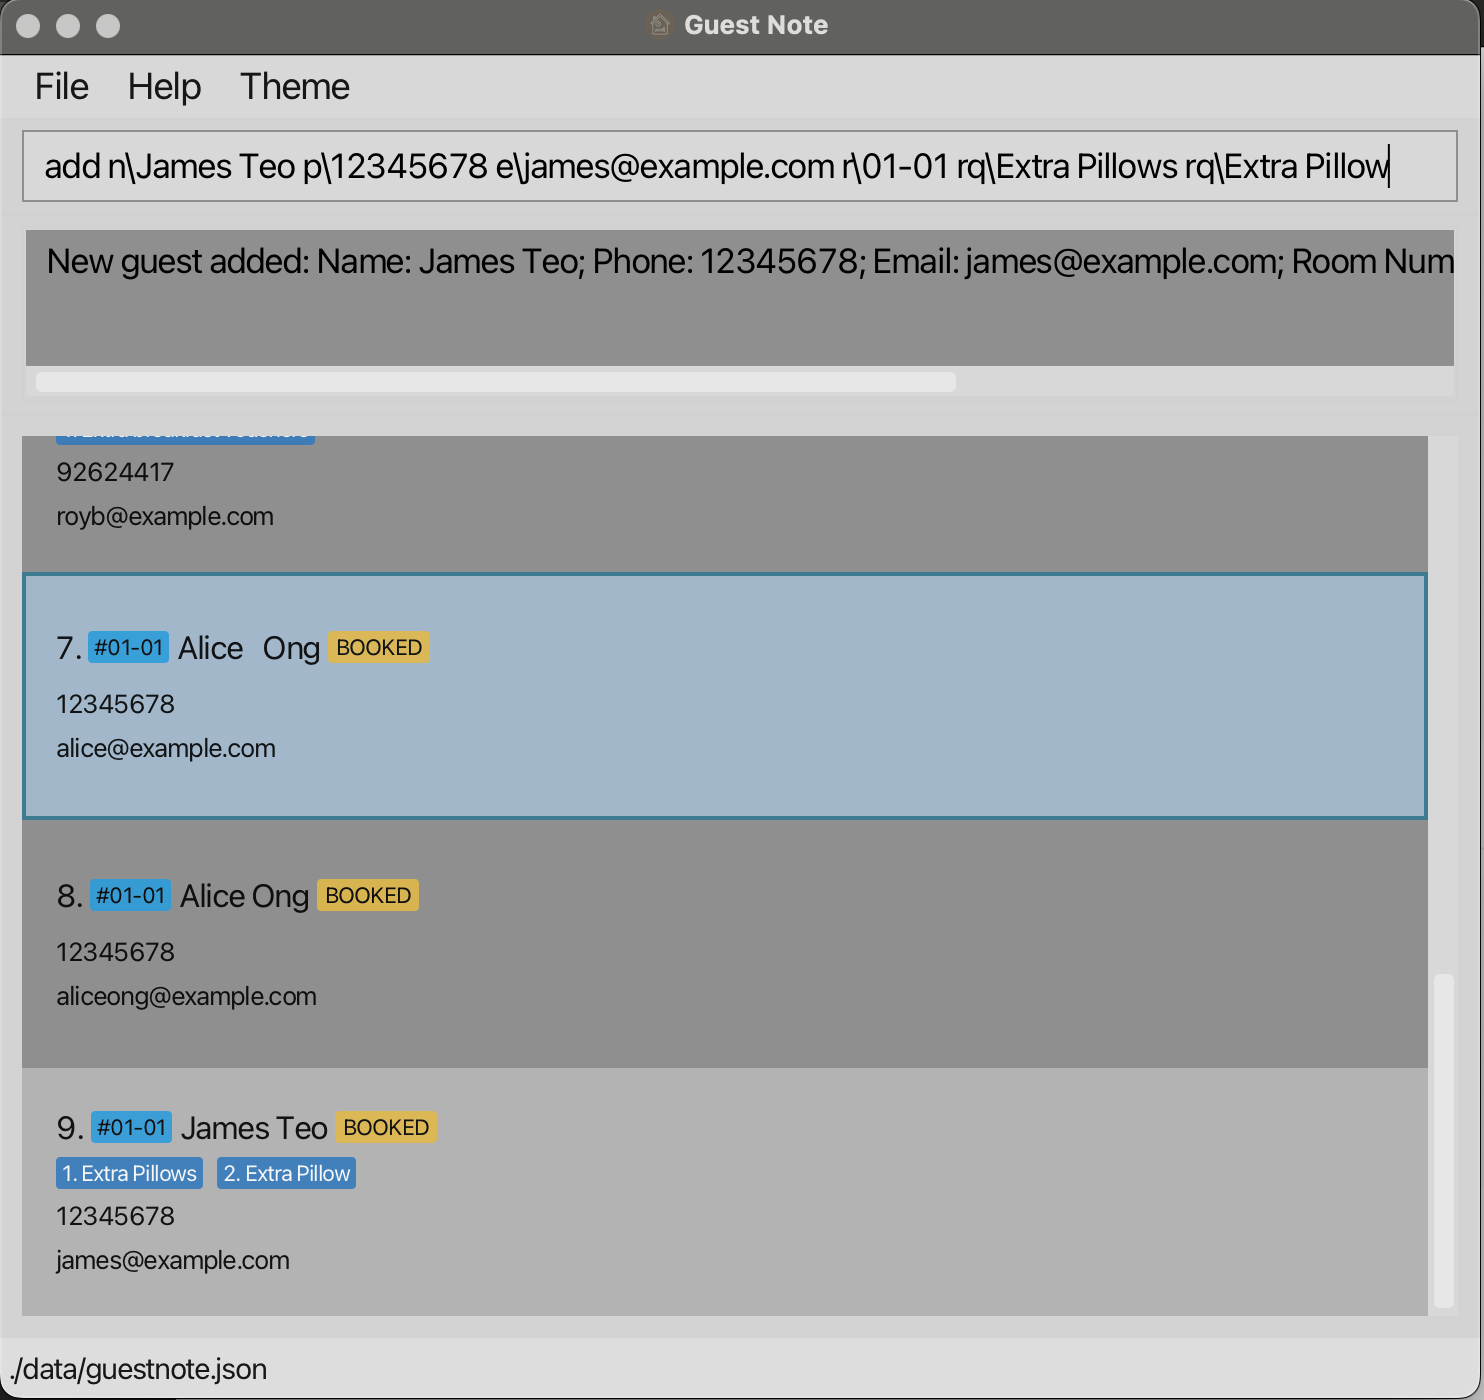 Guest Note
File Help Theme
add n\James Teo p\12345678 e\james@example.com r\01-01 rq\Extra Pillows rq\Extra Pillow
New guest added: Name: James Teo; Phone: 12345678; Email: james@example.com; Room Num
92624417
royb@example.com
7. #01-01 Alice   Ong BOOKED
12345678
alice@example.com
8. #01-01 Alice Ong BOOKED
12345678
aliceong@example.com
9. #01-01 James Teo BOOKED
1. Extra Pillows 2. Extra Pillow
12345678
james@example.com
./data/guestnote.json